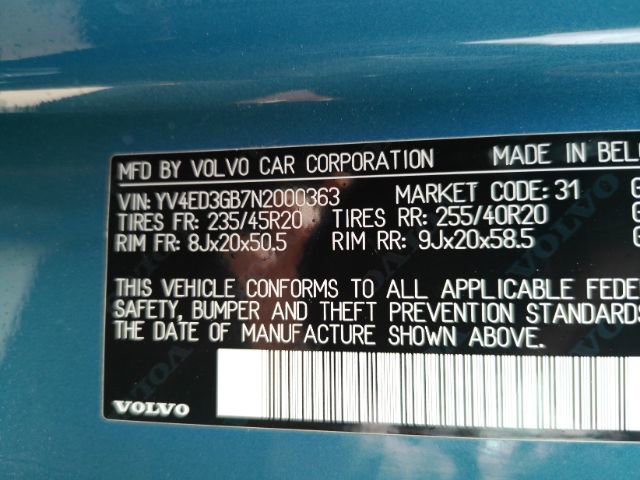 MFD BY VOLVO CAR CORPORATION MADE IN BEL
VIN: YV4ED3GB7N2000363 MARKET CODE: 31 G
TIRES FR: 235/45R20 TIRES RR: 255/40R20 G
RIM FR: 8Jx20x50.5 RIM RR: 9Jx20x58.5 G
THIS VEHICLE CONFORMS TO ALL APPLICABLE FEDE
SAFETY, BUMPER AND THEFT PREVENTION STANDARDS
THE DATE OF MANUFACTURE SHOWN ABOVE.
VOLVO